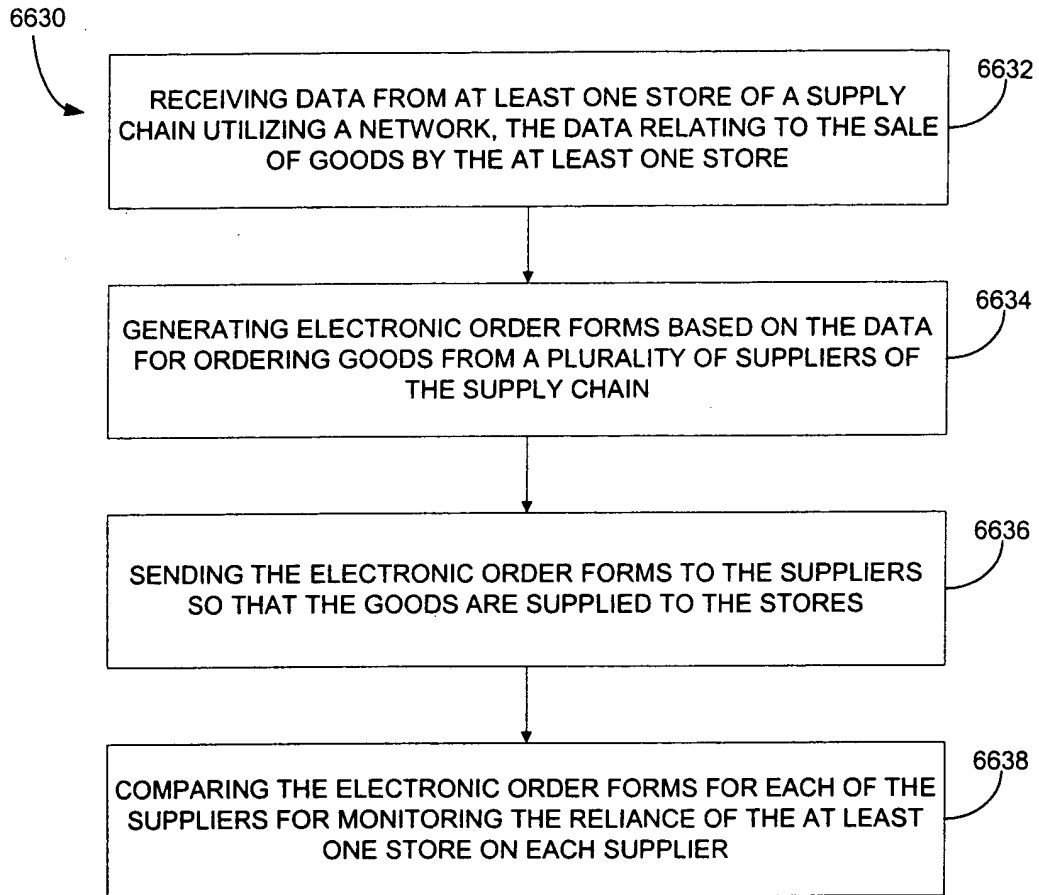 6630
6632
RECEIVING DATA FROM AT LEAST ONE STORE OF A SUPPLY
CHAIN UTILIZING A NETWORK, THE DATA RELATING TO THE SALE
OF GOODS BY THE AT LEAST ONE STORE
6634
GENERATING ELECTRONIC ORDER FORMS BASED ON THE DATA
FOR ORDERING GOODS FROM A PLURALITY OF SUPPLIERS OF
THE SUPPLY CHAIN
6636
SENDING THE ELECTRONIC ORDER FORMS TO THE SUPPLIERS
SO THAT THE GOODS ARE SUPPLIED TO THE STORES
6638
COMPARING THE ELECTRONIC ORDER FORMS FOR EACH OF THE
SUPPLIERS FOR MONITORING THE RELIANCE OF THE AT LEAST
ONE STORE ON EACH SUPPLIER